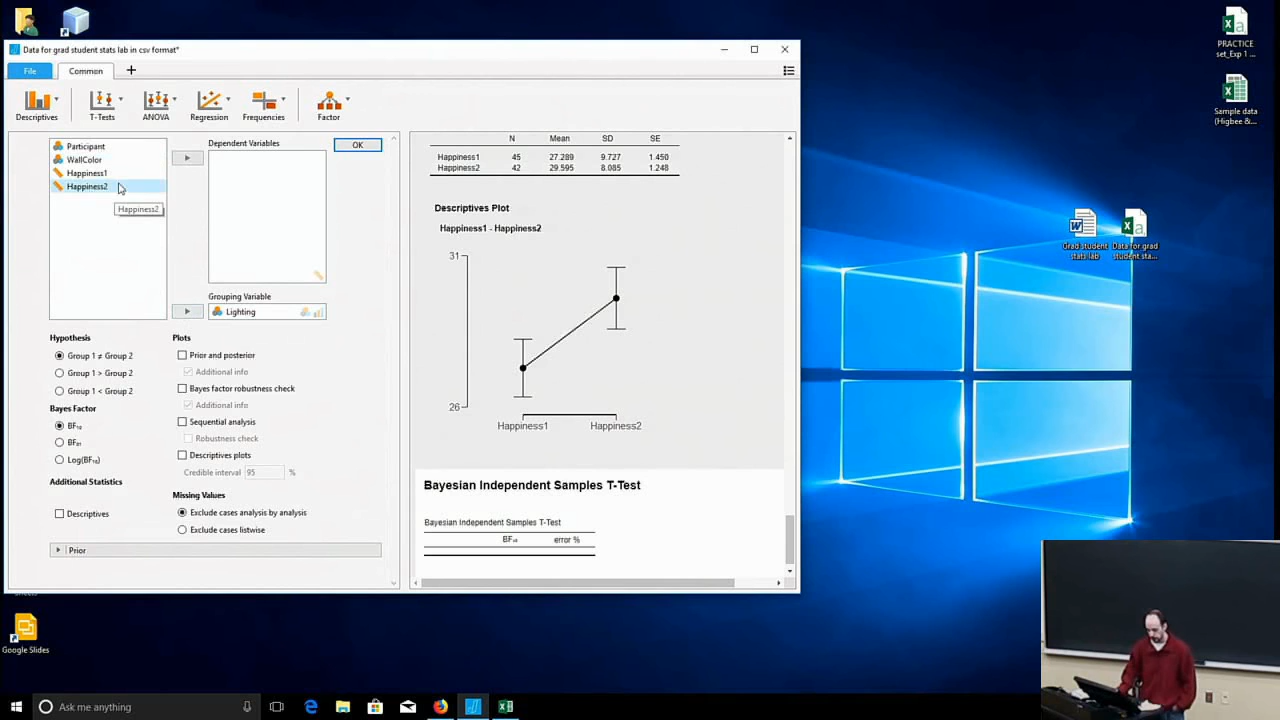 PRACTICE
set_Exp 1 ...
Sample data
(Higbee &...
Data for grad student stats lab in csv format*
File
Common
+
Descriptives
T-Tests
ANOVA
Regression
Frequencies
Factor
Participant
WallColor
Happiness1
Happiness2
Happiness2
Dependent Variables
OK
Grouping Variable
Lighting
Hypothesis
Group 1 ≠ Group 2
Group 1 > Group 2
Group 1 < Group 2
Bayes Factor
BF₁₀
BF₀₁
Log(BF₁₀)
Additional Statistics
Descriptives
Plots
Prior and posterior
Additional info
Bayes factor robustness check
Additional info
Sequential analysis
Robustness check
Descriptives plots
Credible interval 95 %
Missing Values
Exclude cases analysis by analysis
Exclude cases listwise
Prior
N Mean SD SE
Happiness1 45 27.289 9.727 1.450
Happiness2 42 29.595 8.085 1.248
Descriptives Plot
Happiness1 - Happiness2
31
26
Happiness1 Happiness2
Bayesian Independent Samples T-Test
Bayesian Independent Samples T-Test
BF₁₀ error %
Grad student
stats lab
Data for grad
student sta...
Google Slides
Ask me anything